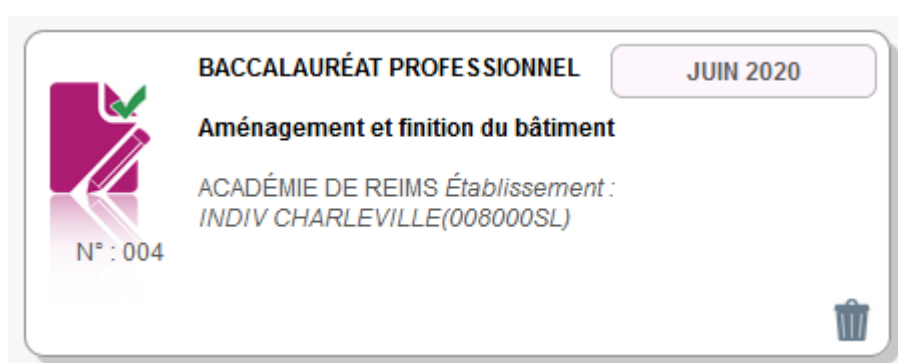 BACCALAURÉAT PROFESSIONNEL
JUIN 2020
Aménagement et finition du bâtiment
ACADÉMIE DE REIMS Établissement :
INDIV CHARLEVILLE(008000SL)
N° : 004